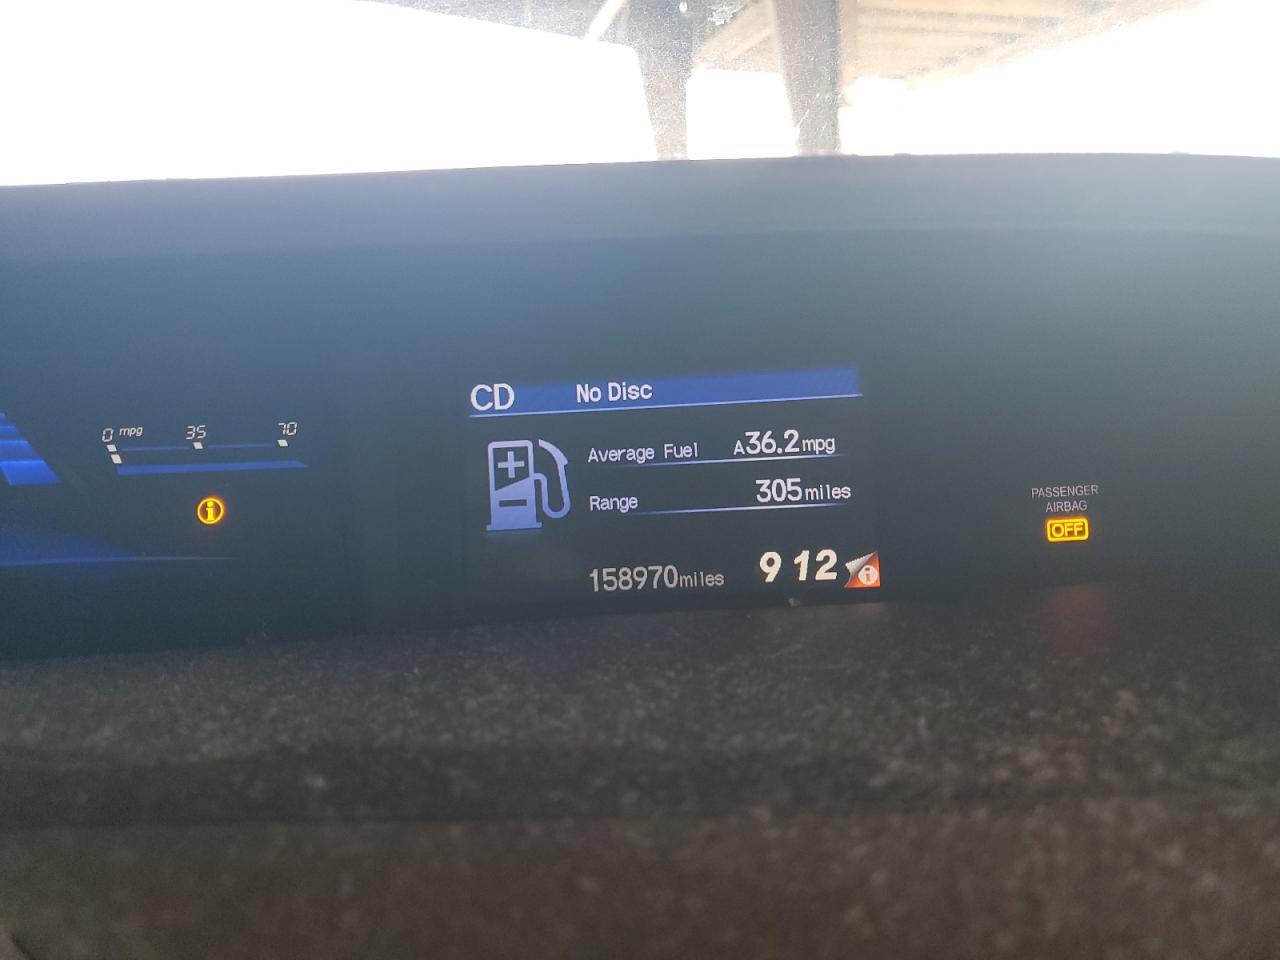 CD No Disc
0 mpg 35 70
Average Fuel A36.2mpg
Range 305miles
PASSENGER
AIRBAG
OFF
158970miles 9 12